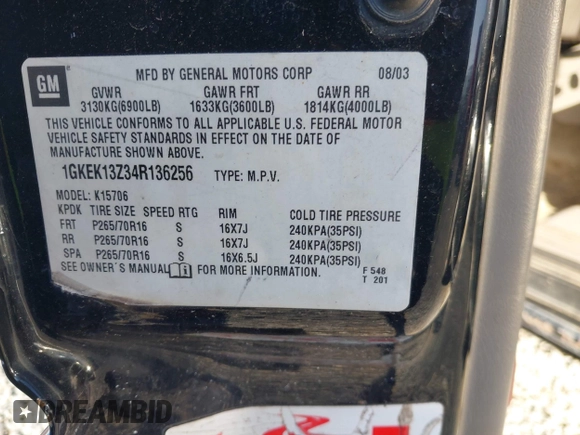 GM
MFD BY GENERAL MOTORS CORP 08/03
GVWR GAWR FRT GAWR RR
3130KG(6900LB) 1633KG(3600LB) 1814KG(4000LB)
THIS VEHICLE CONFORMS TO ALL APPLICABLE U.S. FEDERAL MOTOR
VEHICLE SAFETY STANDARDS IN EFFECT ON THE DATE OF
MANUFACTURE SHOWN ABOVE.
1GKEK13Z34R136256 TYPE: M.P.V.
MODEL: K15706
KPDK TIRE SIZE SPEED RTG RIM COLD TIRE PRESSURE
FRT P265/70R16 S 16X7J 240KPA(35PSI)
RR P265/70R16 S 16X7J 240KPA(35PSI)
SPA P265/70R16 S 16X6.5J 240KPA(35PSI)
SEE OWNER'S MANUAL FOR MORE INFORMATION. F 548
T 201
DREAMBID